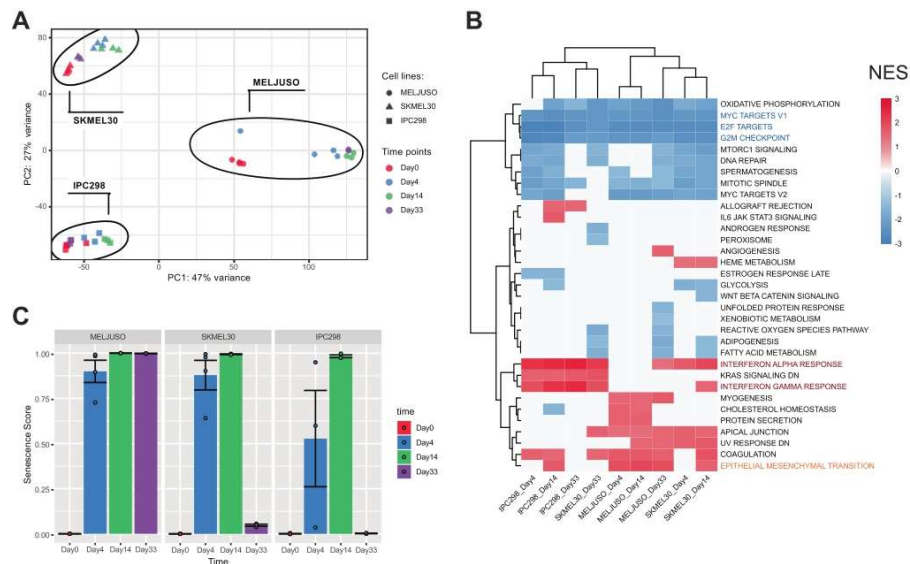 A
80
40
0
-40
PC2: 27% variance
-50
0
50
100
PC1: 47% variance
SKMEL30
MELJUSO
IPC298
Cell lines:
MELJUSO
SKMEL30
IPC298
Time points
Day0
Day4
Day14
Day33
B
NES
3
2
1
0
-1
-2
-3
OXIDATIVE PHOSPHORYLATION
MYC TARGETS V1
E2F TARGETS
G2M CHECKPOINT
MTORC1 SIGNALING
DNA REPAIR
SPERMATOGENESIS
MITOTIC SPINDLE
MYC TARGETS V2
ALLOGRAFT REJECTION
IL6 JAK STAT3 SIGNALING
ANDROGEN RESPONSE
PEROXISOME
ANGIOGENESIS
HEME METABOLISM
ESTROGEN RESPONSE LATE
GLYCOLYSIS
WNT BETA CATENIN SIGNALING
UNFOLDED PROTEIN RESPONSE
XENOBIOTIC METABOLISM
REACTIVE OXYGEN SPECIES PATHWAY
ADIPOGENESIS
FATTY ACID METABOLISM
INTERFERON ALPHA RESPONSE
KRAS SIGNALING DN
INTERFERON GAMMA RESPONSE
MYOGENESIS
CHOLESTEROL HOMEOSTASIS
PROTEIN SECRETION
APICAL JUNCTION
UV RESPONSE DN
COAGULATION
EPITHELIAL MESENCHYMAL TRANSITION
IPC298_Day4
IPC298_Day14
IPC298_Day33
SKMEL30_Day33
MELJUSO_Day4
MELJUSO_Day14
MELJUSO_Day33
SKMEL30_Day4
SKMEL30_Day14
C
MELJUSO
SKMEL30
IPC298
1.00
0.75
0.50
0.25
0.00
Senescence Score
Day0 Day4 Day14 Day33
Day0 Day4 Day14 Day33
Day0 Day4 Day14 Day33
Time
time
Day0
Day4
Day14
Day33